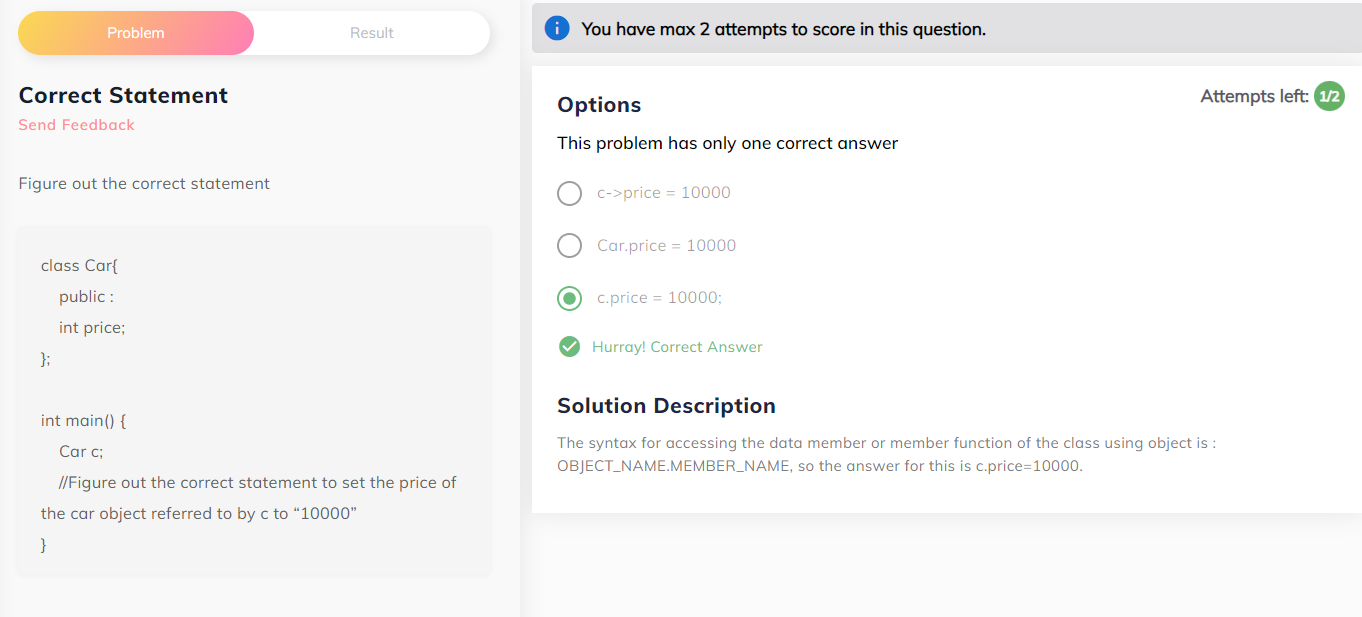 Problem
Result
Correct Statement
Send Feedback
Figure out the correct statement
class Car{
public :
int price;
};
int main() {
Car c;
//Figure out the correct statement to set the price of
the car object referred to by c to “10000”
}
You have max 2 attempts to score in this question.
Attempts left: 1/2
Options
This problem has only one correct answer
c->price = 10000
Car.price = 10000
c.price = 10000;
Hurray! Correct Answer
Solution Description
The syntax for accessing the data member or member function of the class using object is :
OBJECT_NAME.MEMBER_NAME, so the answer for this is c.price=10000.